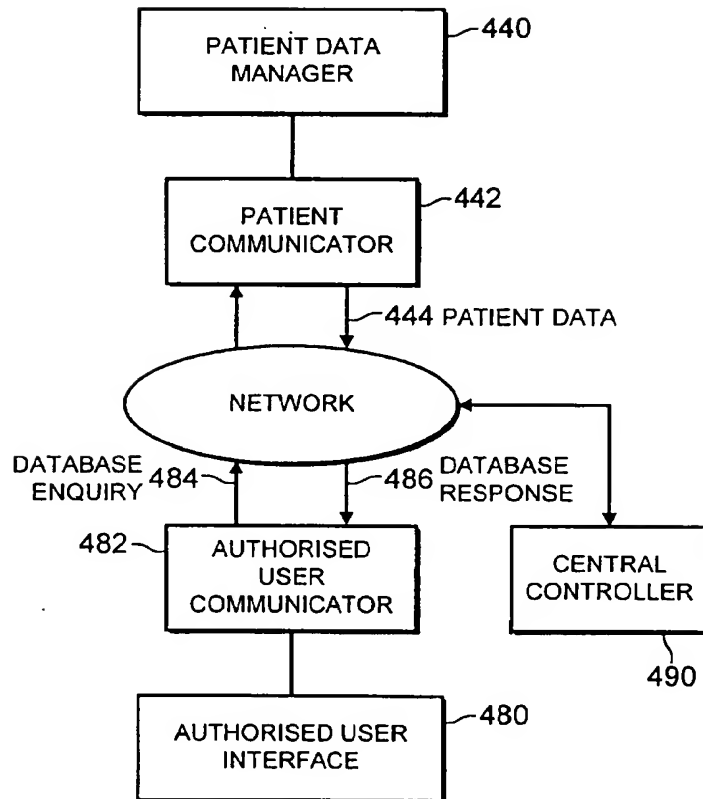 PATIENT DATA
MANAGER
440
PATIENT
COMMUNICATOR
442
444 PATIENT DATA
NETWORK
DATABASE
ENQUIRY
484
486
DATABASE
RESPONSE
482
AUTHORISED
USER
COMMUNICATOR
CENTRAL
CONTROLLER
490
AUTHORISED USER
INTERFACE
480